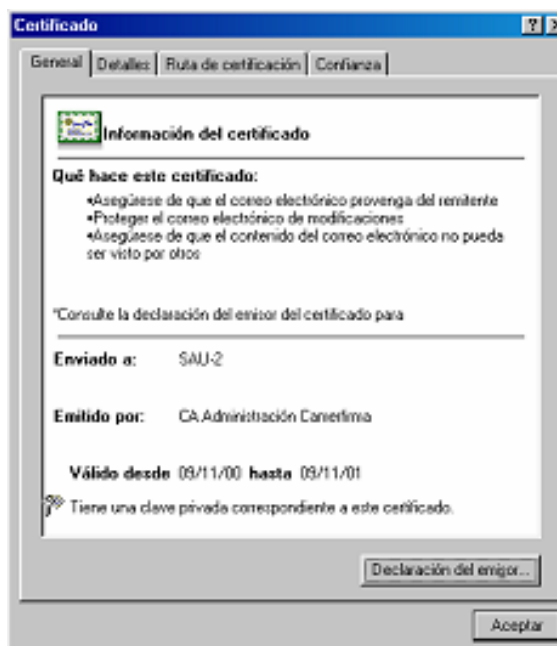 Certificado
General Detalles Ruta de certificación Confianza
Información del certificado
Qué hace este certificado:
•Asegúrese de que el correo electrónico provenga del remitente
•Proteger el correo electrónico de modificaciones
•Asegúrese de que el contenido del correo electrónico no pueda
ser visto por otros
*Consulte la declaración del emisor del certificado para
Enviado a: SAU-2
Emitido por: CA Administración Camerfirma
Válido desde 09/11/00 hasta 09/11/01
Tiene una clave privada correspondiente a este certificado.
Declaración del emisor...
Aceptar